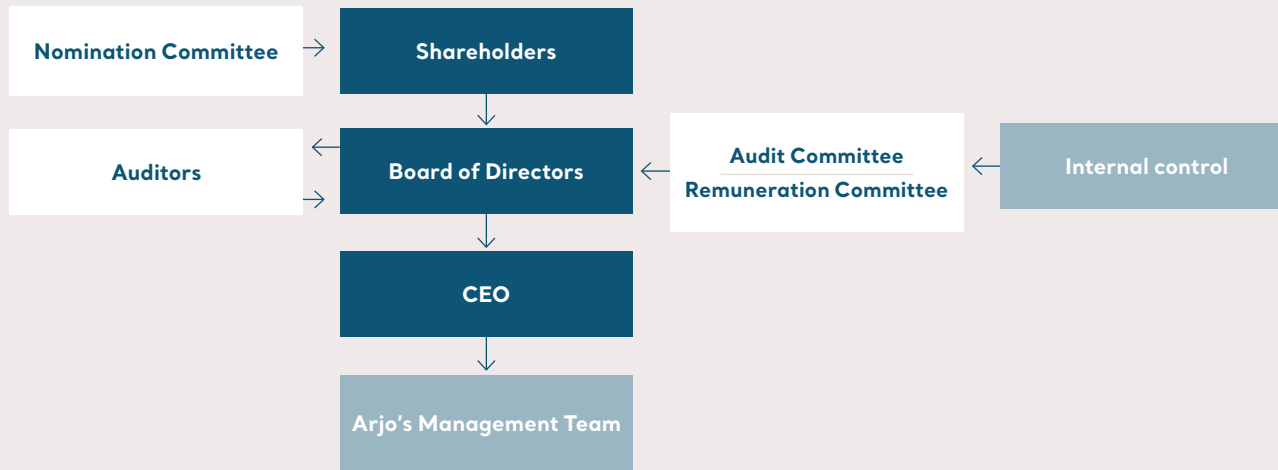 Nomination Committee
Shareholders
Auditors
Board of Directors
Audit Committee
Remuneration Committee
Internal control
CEO
Arjo’s Management Team